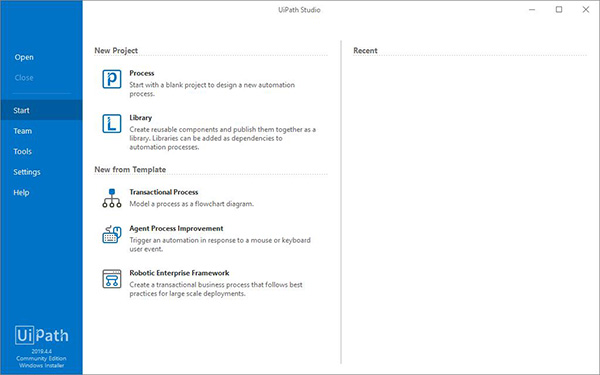 UiPath Studio
Open
Close
Start
Team
Tools
Settings
Help
UiPath
2019.4.4
Community Edition
Windows Installer
New Project
Process
Start with a blank project to design a new automation
process.
Library
Create reusable components and publish them together as a
library. Libraries can be added as dependencies to
automation processes.
New from Template
Transactional Process
Model a process as a flowchart diagram.
Agent Process Improvement
Trigger an automation in response to a mouse or keyboard
user event.
Robotic Enterprise Framework
Create a transactional business process that follows best
practices for large scale deployments.
Recent